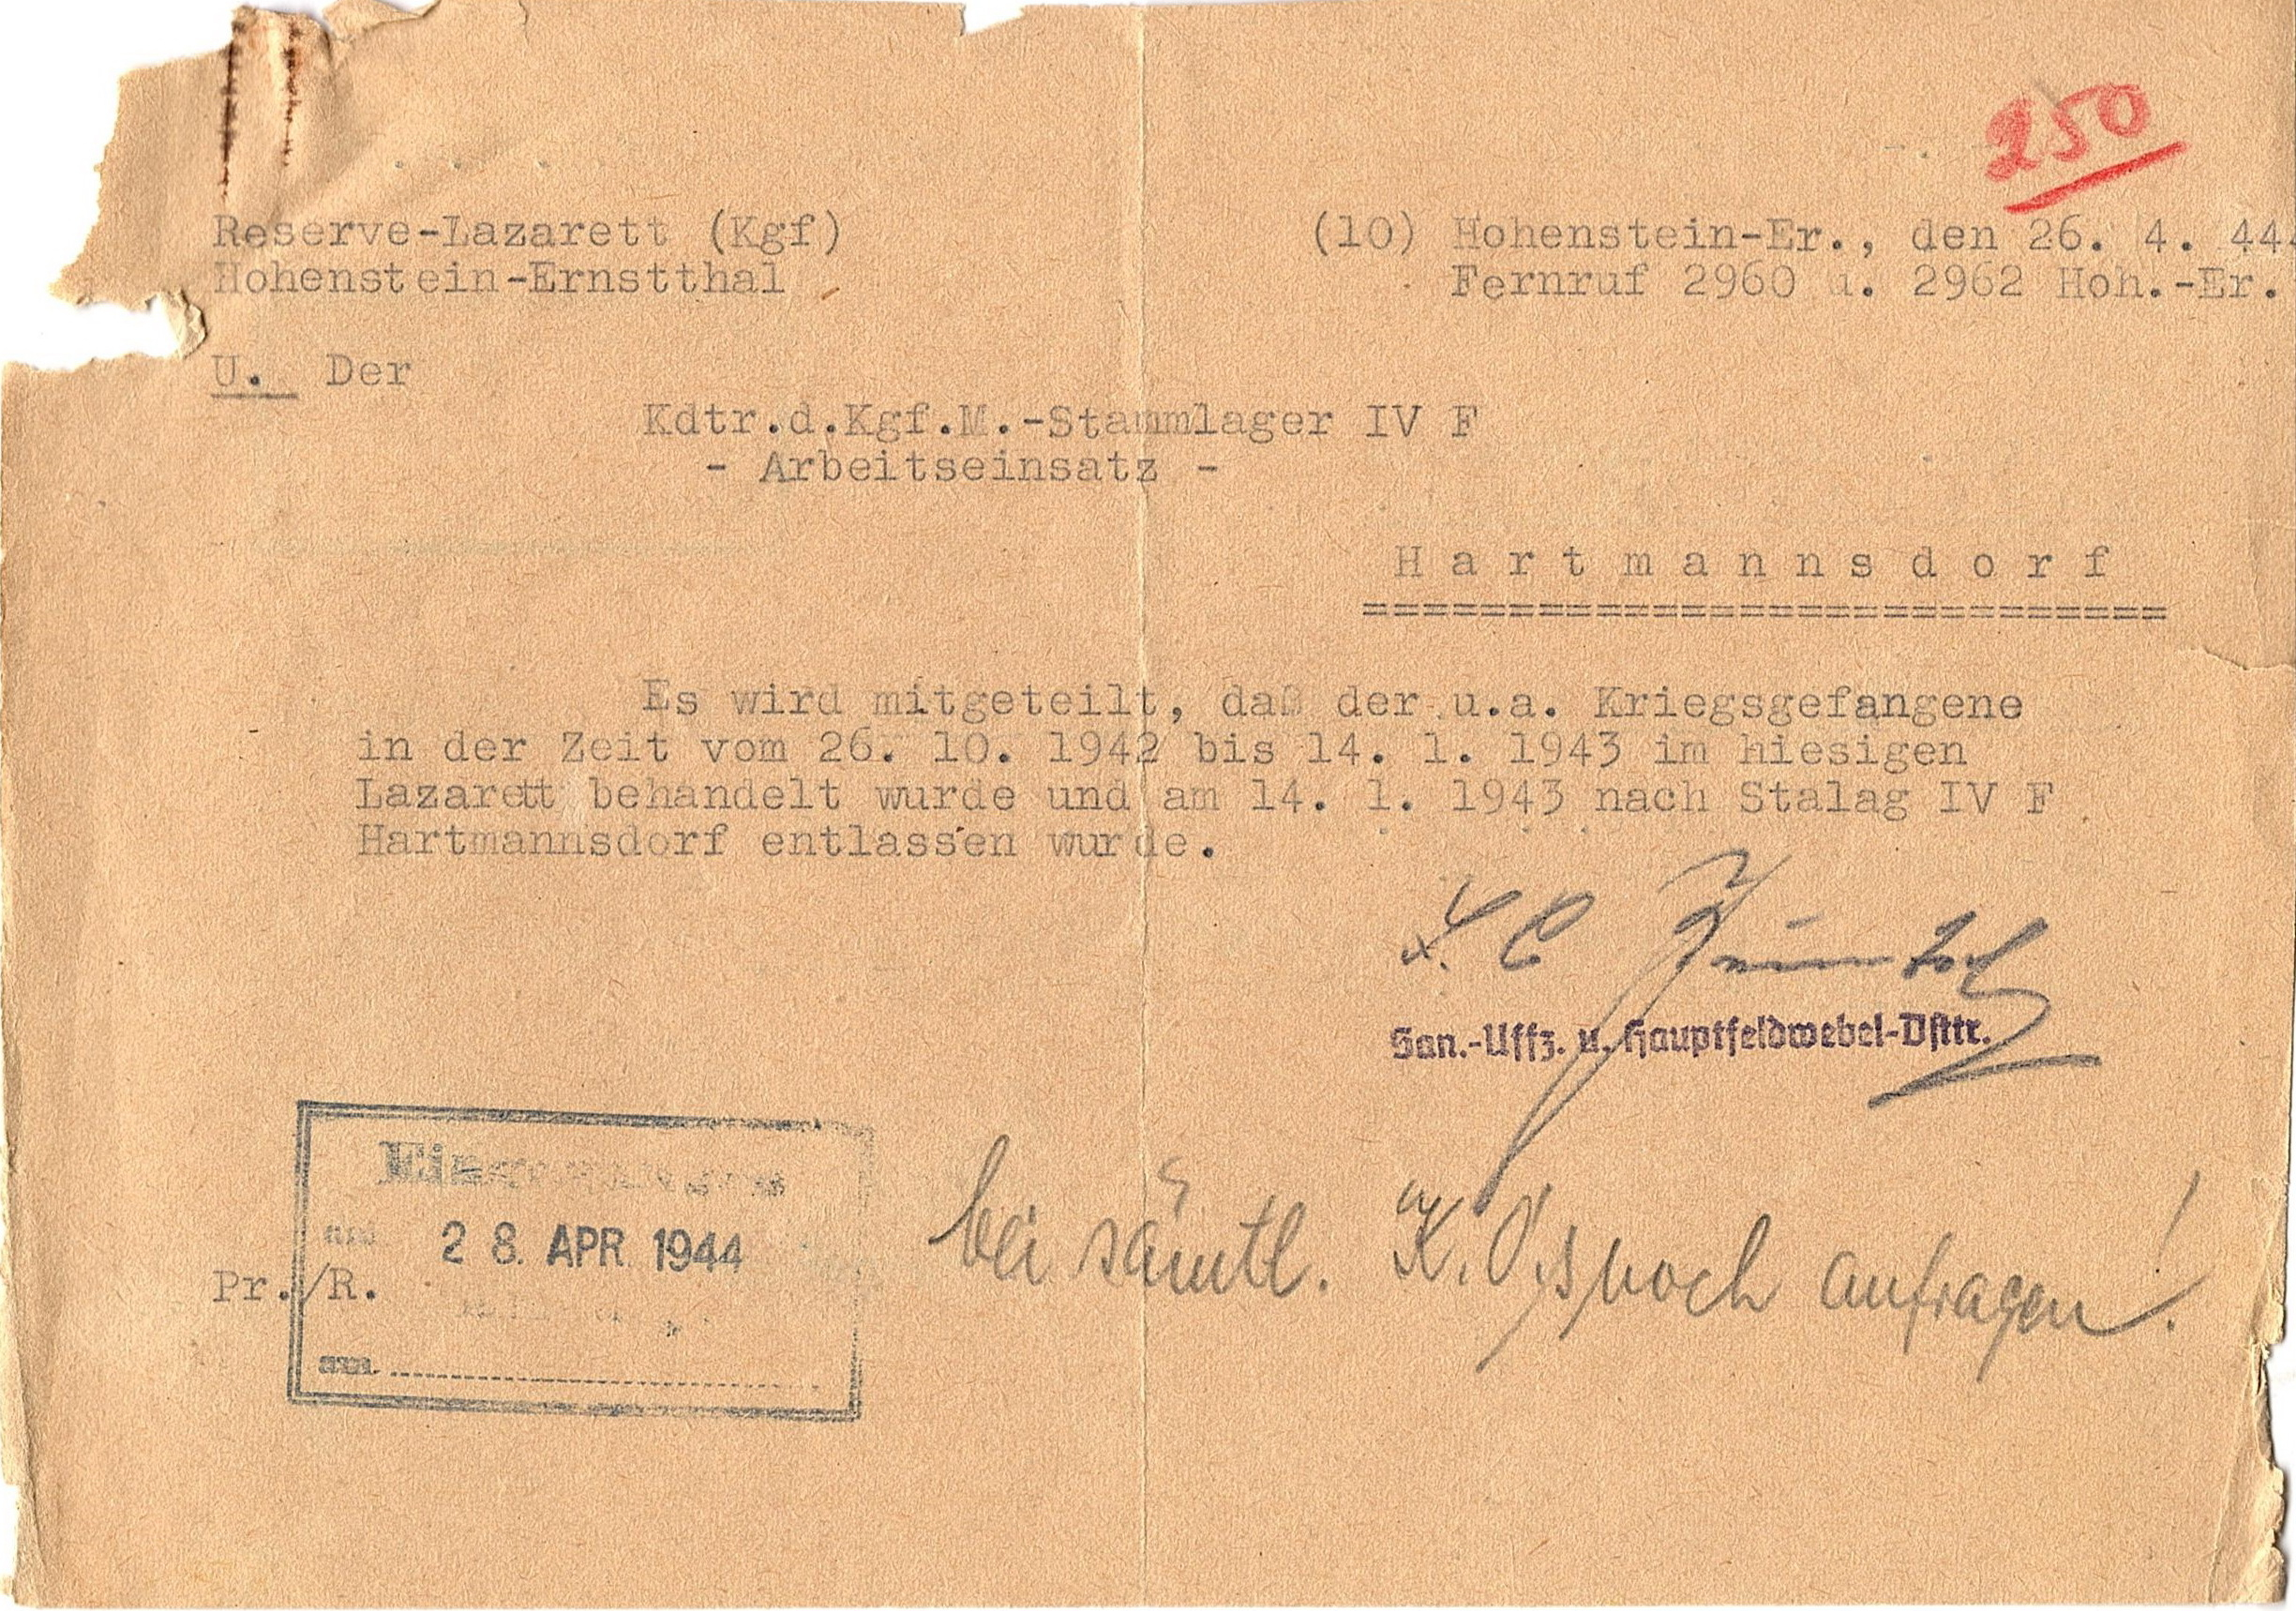 250
Reserve-Lazarett (Kgf)
Hohenstein-Ernstthal
(10) Hohenstein-Er., den 26. 4. 44
Fernruf 2960 u. 2962 Hoh.-Er.
U. Der
Kdtr.d.Kgf.M.-Stammlager IV F
- Arbeitseinsatz -
Hartmannsdorf
============================
Es wird mitgeteilt, daß der u.a. Kriegsgefangene
in der Zeit vom 26. 10. 1942 bis 14. 1. 1943 im hiesigen
Lazarett behandelt wurde und am 14. 1. 1943 nach Stalag IV F
Hartmannsdorf entlassen wurde.
San.-Uffz. u. Hauptfeldwebel-Dsttr.
28. APR. 1944
Pr./R.
bei sämtl. noch anfragen!